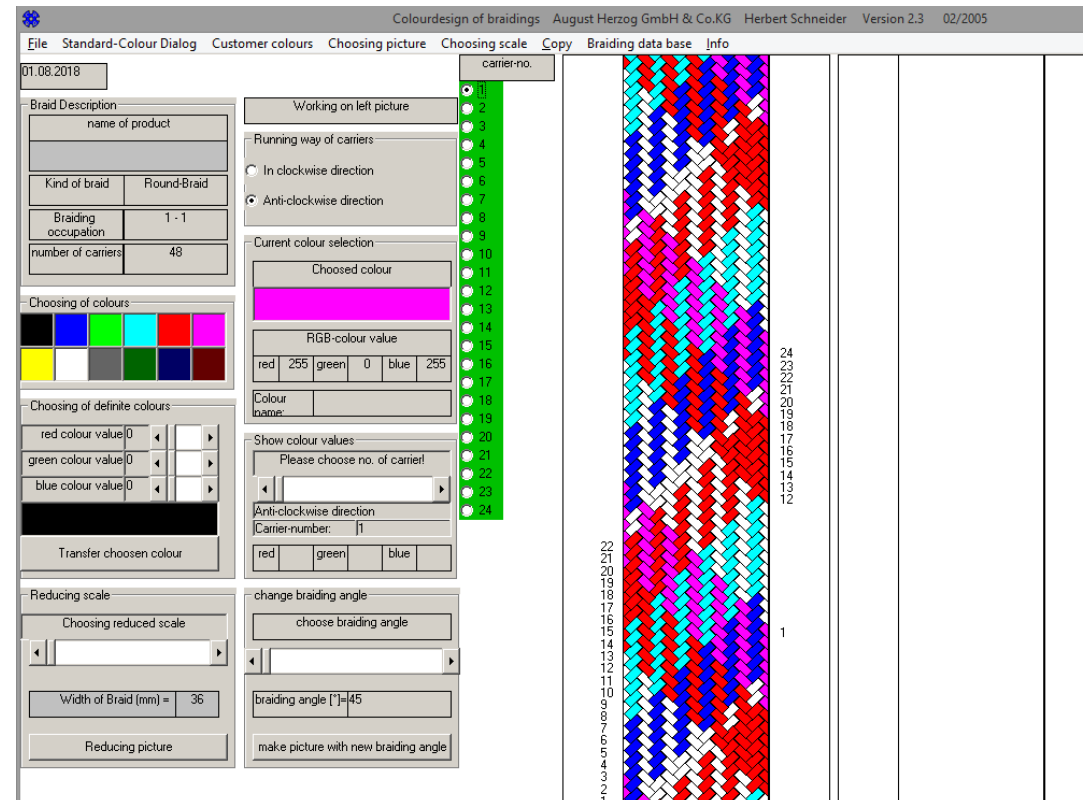 Colourdesign of braidings August Herzog GmbH & Co.KG Herbert Schneider Version 2.3 02/2005
File Standard-Colour Dialog Customer colours Choosing picture Choosing scale Copy Braiding data base Info
01.08.2018
Braid Description
name of product
Kind of braid Round-Braid
Braiding
occupation
1 - 1
number of carriers 48
Choosing of colours
Choosing of definite colours
red colour value 0
green colour value 0
blue colour value 0
Transfer choosen colour
Reducing scale
Choosing reduced scale
Width of Braid (mm) = 36
Reducing picture
Working on left picture
Running way of carriers
In clockwise direction
Anti-clockwise direction
Current colour selection
Choosed colour
RGB-colour value
red 255 green 0 blue 255
Colour
name:
Show colour values
Please choose no. of carrier!
Anti-clockwise direction
Carrier-number: 1
red green blue
change braiding angle
choose braiding angle
braiding angle [°]= 45
make picture with new braiding angle
carrier-no.
1
2
3
4
5
6
7
8
9
10
11
12
13
14
15
16
17
18
19
20
21
22
23
24
22
21
20
19
18
17
16
15
14
13
12
11
10
9
8
7
6
5
4
3
2
1
24
23
22
21
20
19
18
17
16
15
14
13
12
1